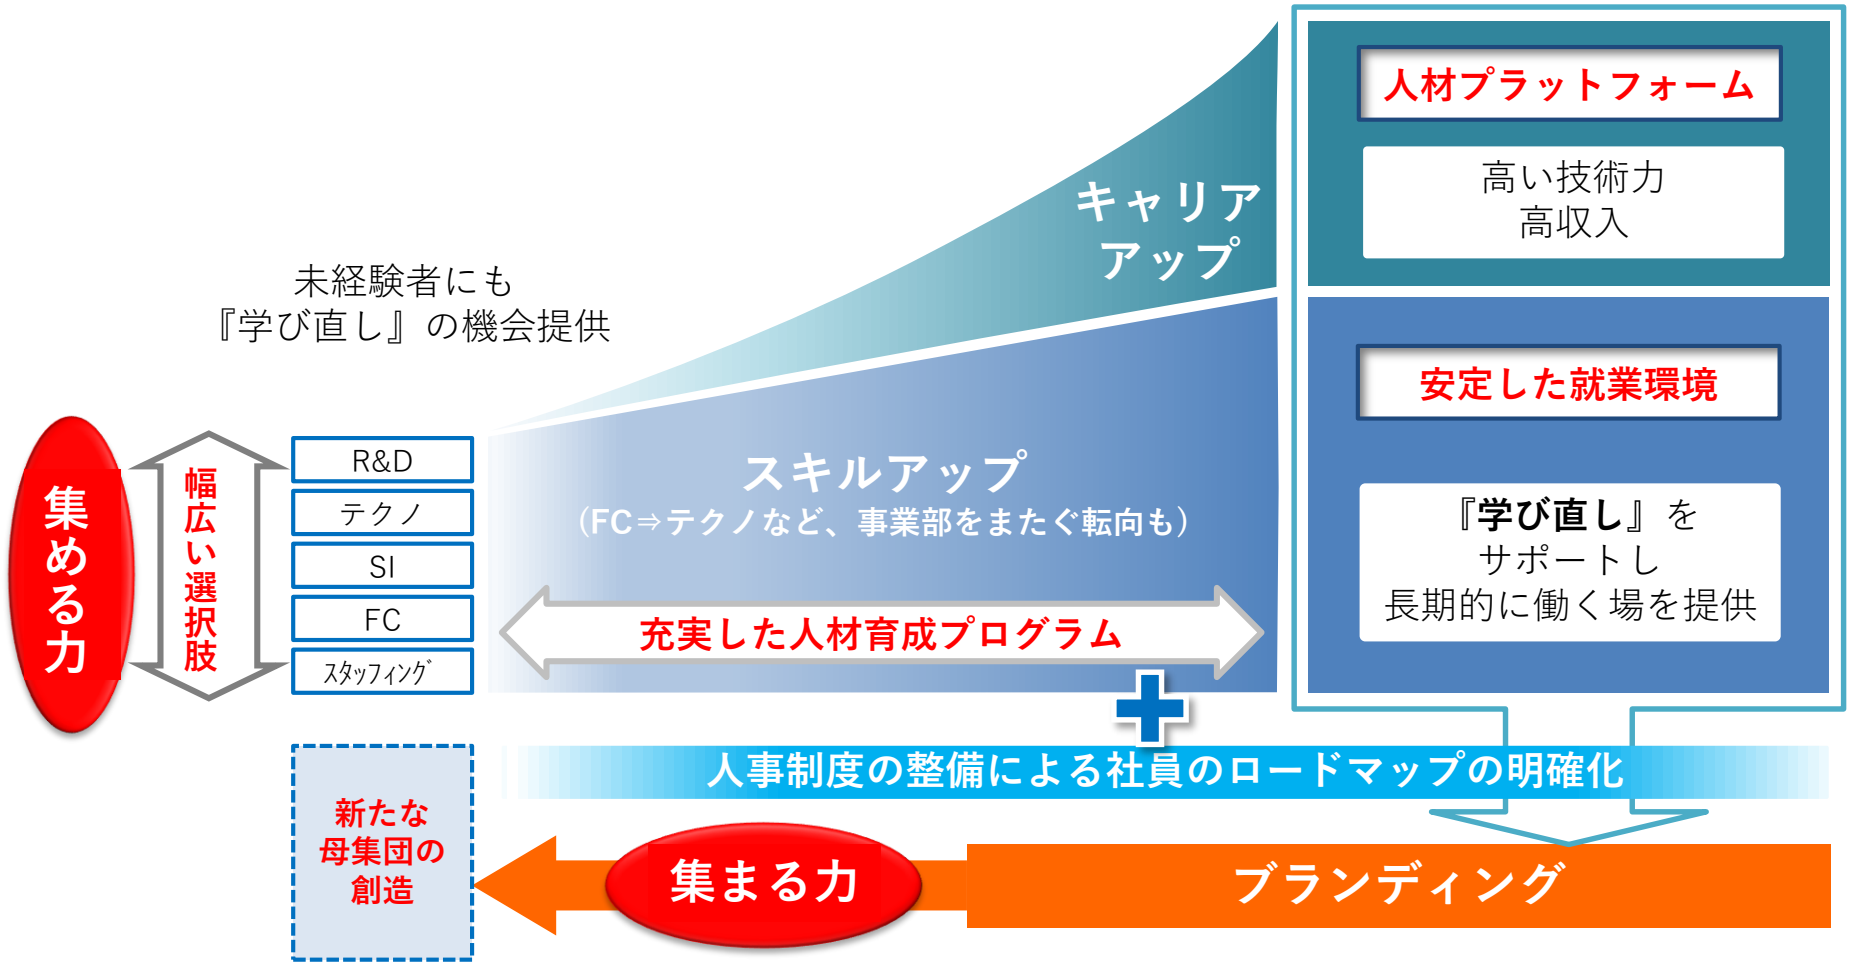 人材プラットフォーム
高い技術力
高収入
キャリア
アップ
未経験者にも
『学び直し』の機会提供
安定した就業環境
『学び直し』を
サポートし
長期的に働く場を提供
集める力
幅広い選択肢
R&D
テクノ
SI
FC
ｽﾀｯﾌｨﾝｸﾞ
スキルアップ
（FC⇒テクノなど、事業部をまたぐ転向も）
充実した人材育成プログラム
人事制度の整備による社員のロードマップの明確化
新たな
母集団の
創造
集まる力
ブランディング